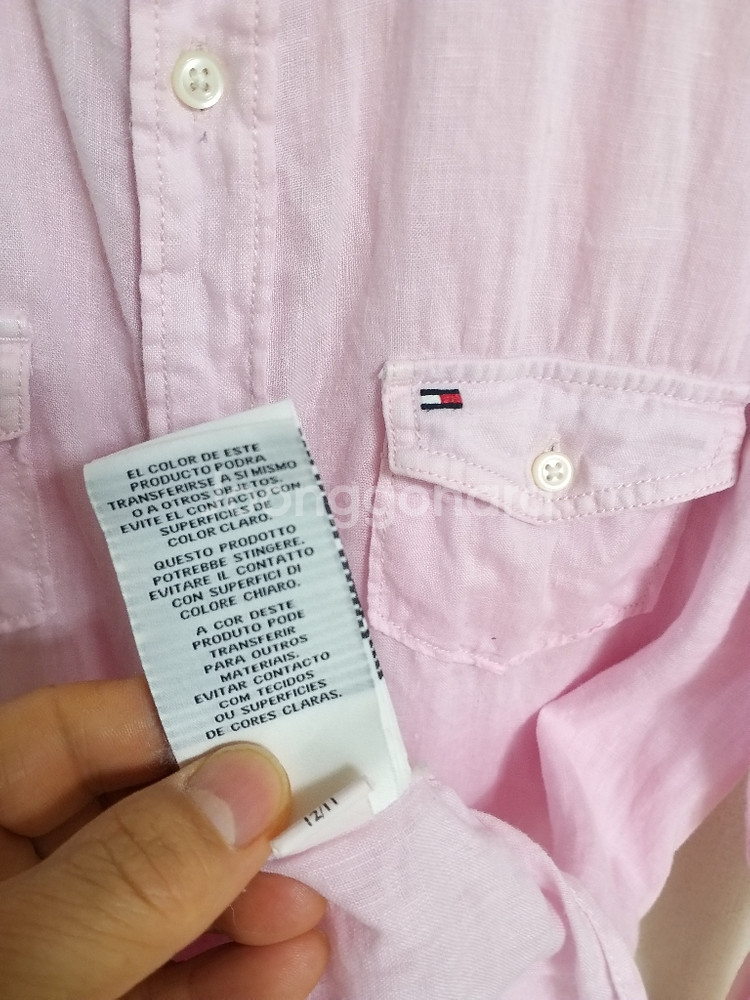 EL COLOR DE ESTE
PRODUCTO PODRA
TRANSFERIRSE A SI MISMO
O A OTROS OBJETOS.
EVITE EL CONTACTO CON
SUPERFICIES DE
COLOR CLARO.
QUESTO PRODOTTO
POTREBBE STINGERE.
EVITARE IL CONTATTO
CON SUPERFICI DI
COLORE CHIARO.
A COR DESTE
PRODUTO PODE
TRANSFERIR
PARA OUTROS
MATERIAIS.
EVITAR CONTACTO
COM TECIDOS
OU SUPERFICIES
DE CORES CLARAS.
12/11